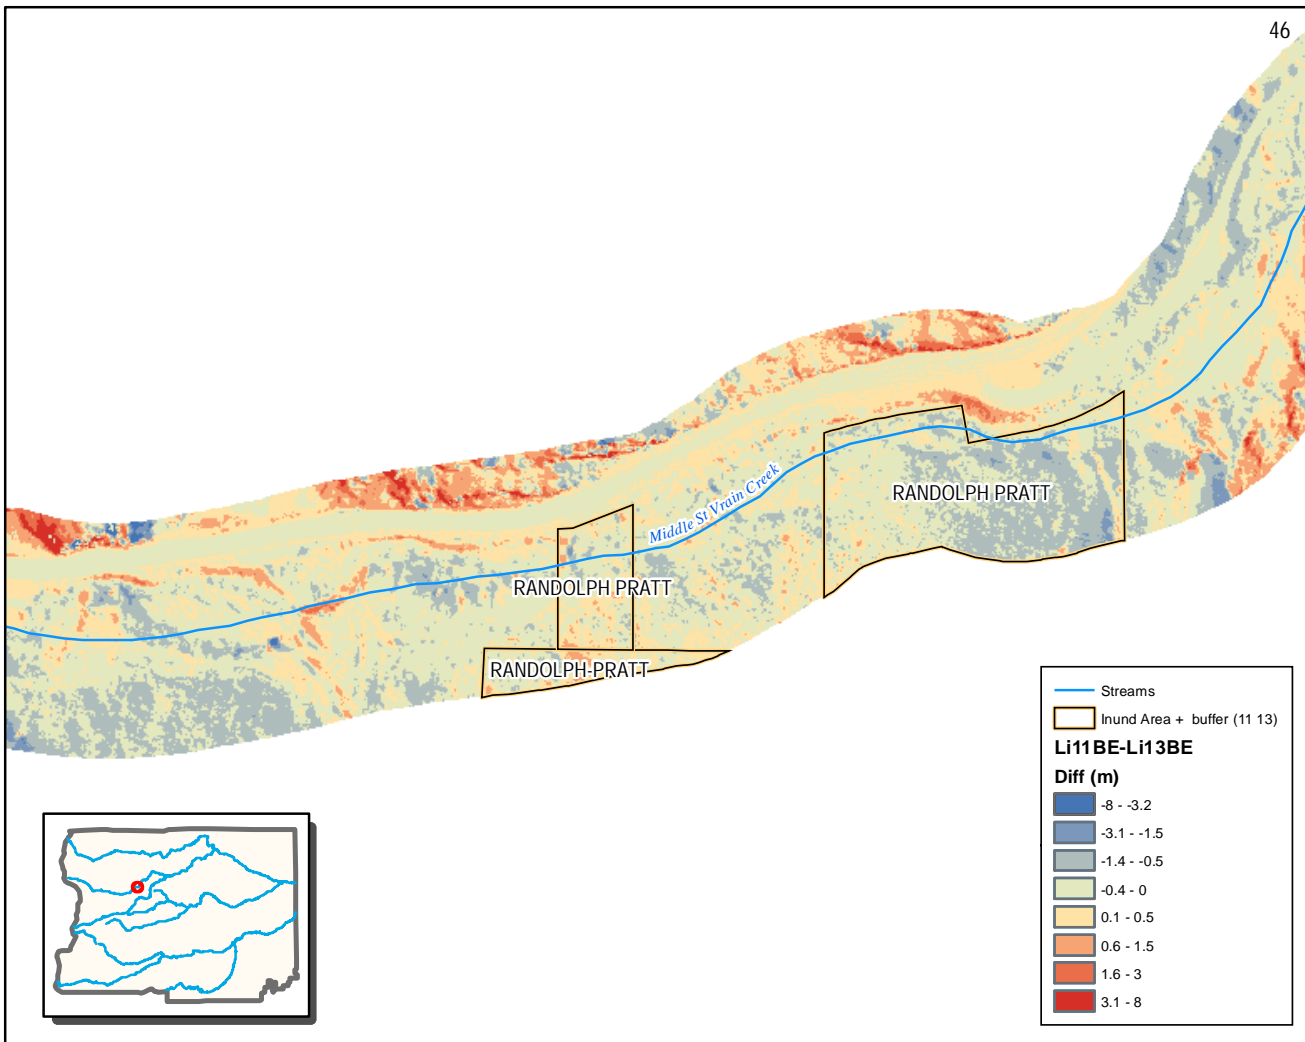 46
Middle St Vrain Creek
RANDOLPH PRATT
RANDOLPH PRATT
RANDOLPH-PRATT
Streams
Inund Area + buffer (11 13)
Li11BE-Li13BE
Diff (m)
-8 - -3.2
-3.1 - -1.5
-1.4 - -0.5
-0.4 - 0
0.1 - 0.5
0.6 - 1.5
1.6 - 3
3.1 - 8